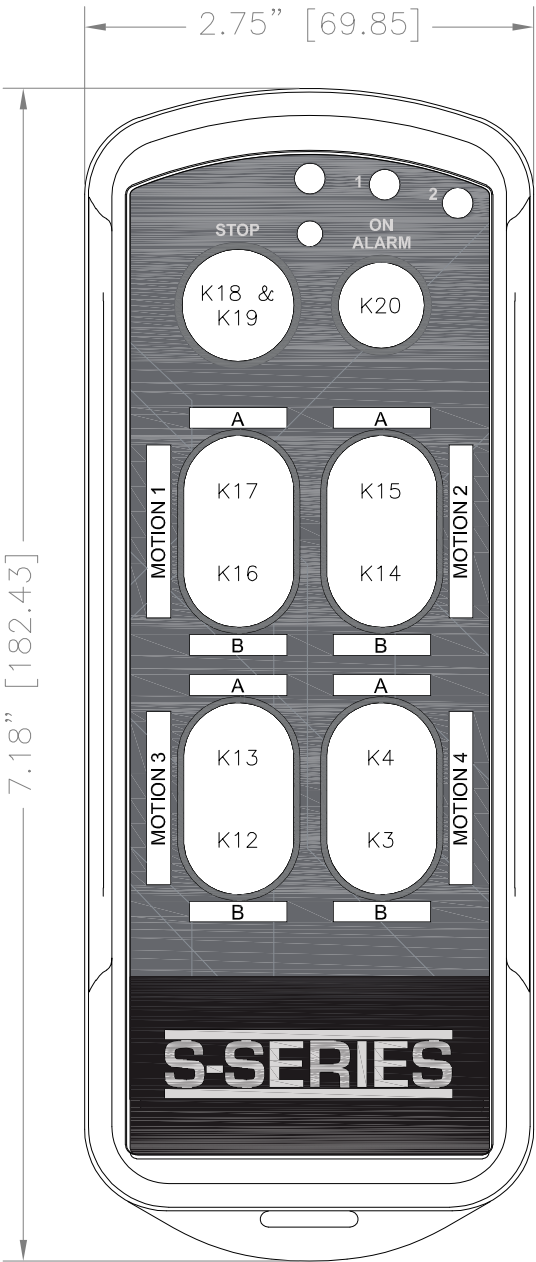 2.75” [69.85]
7.18” [182.43]
1
2
STOP
ON
ALARM
K18 &
K19
K20
A
A
MOTION 1
K17
K16
K15
K14
MOTION 2
B
B
A
A
MOTION 3
K13
K12
K4
K3
MOTION 4
B
B
S-SERIES